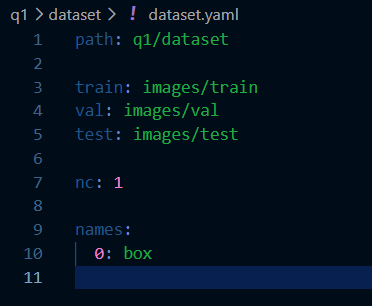 q1 > dataset > ! dataset.yaml
1 path: q1/dataset
2
3 train: images/train
4 val: images/val
5 test: images/test
6
7 nc: 1
8
9 names:
10 0: box
11